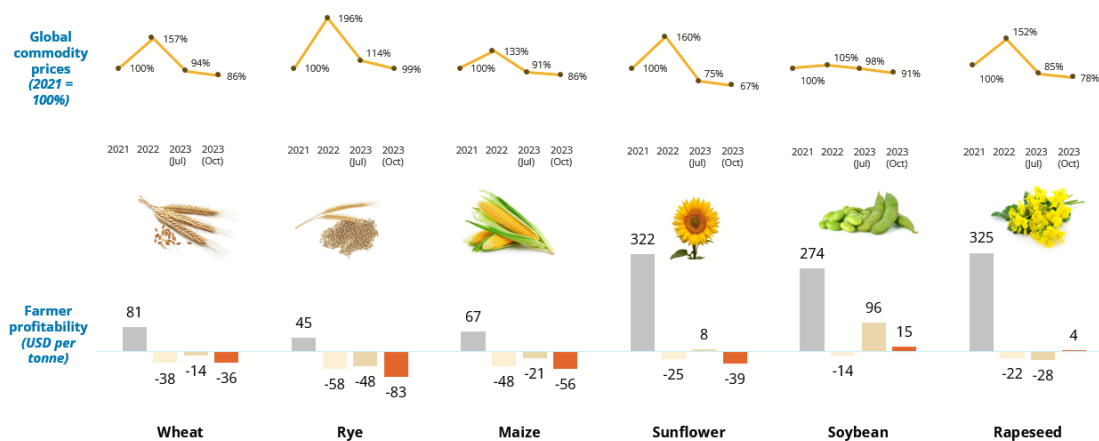 Global
commodity
prices
(2021 =
100%)
100%
157%
94%
86%
100%
196%
114%
99%
100%
133%
91%
86%
100%
160%
75%
67%
100%
105%
98%
91%
100%
152%
85%
78%
2021 2022 2023 2023
(Jul) (Oct)
2021 2022 2023 2023
(Jul) (Oct)
2021 2022 2023 2023
(Jul) (Oct)
2021 2022 2023 2023
(Jul) (Oct)
2021 2022 2023 2023
(Jul) (Oct)
2021 2022 2023 2023
(Jul) (Oct)
Farmer
profitability
(USD per
tonne)
81
-38
-14
-36
45
-58
-48
-83
67
-48
-21
-56
322
-25
8
-39
274
-14
96
15
325
-22
-28
4
Wheat
Rye
Maize
Sunflower
Soybean
Rapeseed